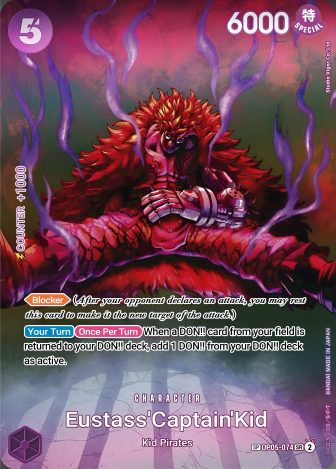 5
6000
特
SPECIAL
COUNTER +1000
Blocker (After your opponent declares an attack, you may rest
this card to make it the new target of the attack.)
Your Turn Once Per Turn When a DON!! card from your field is
returned to your DON!! deck, add 1 DON!! from your DON!! deck
as active.
CHARACTER
Eustass"Captain"Kid
Kid Pirates
OP05-074
2
BANDAI MADE IN JAPAN